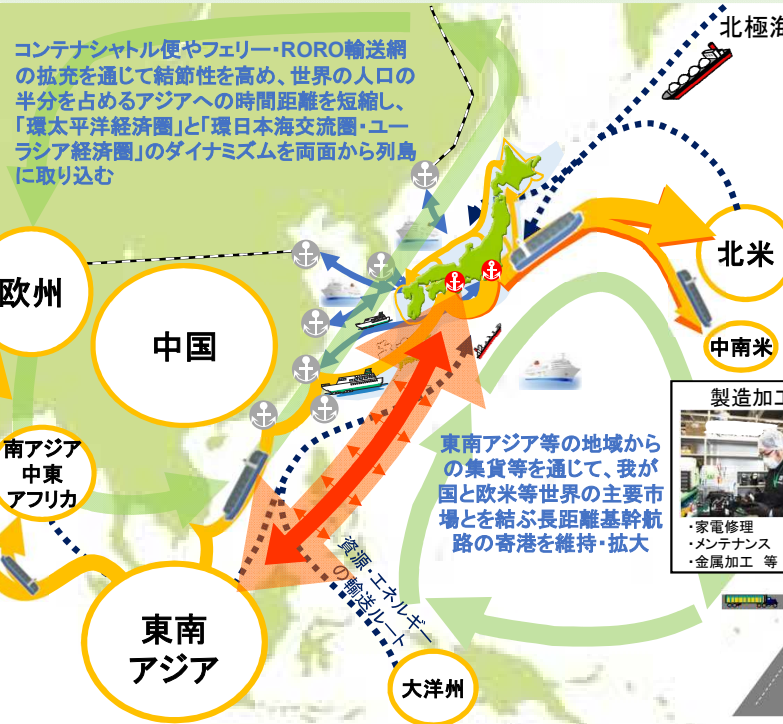 コンテナシャトル便やフェリー・RORO輸送網
の拡充を通じて結節性を高め、世界の人口の
半分を占めるアジアへの時間距離を短縮し、
「環太平洋経済圏」と「環日本海交流圏・ユー
ラシア経済圏」のダイナミズムを両面から列島
に取り込む
北極海
欧州
中国
北米
中南米
南アジア
中東
アフリカ
製造加工
・家電修理
・メンテナンス
・金属加工 等
東南アジア等の地域から
の集貨等を通じて、我が
国と欧米等世界の主要市
場とを結ぶ長距離基幹航
路の寄港を維持・拡大
資源・エネルギー
の輸送ルート
東南
アジア
大洋州